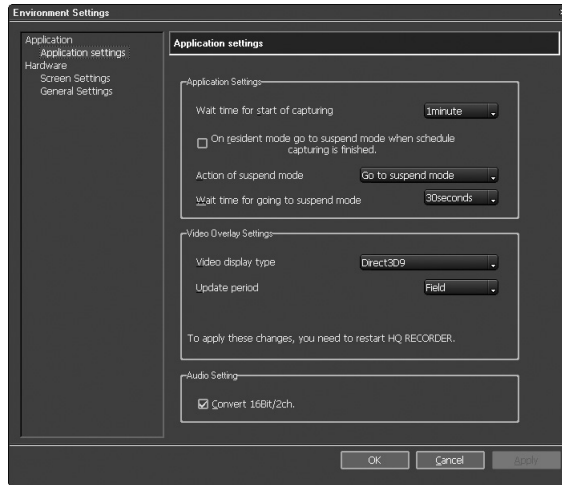 Environment Settings
Application
Application settings
Hardware
Screen Settings
General Settings
Application settings
Application Settings
Wait time for start of capturing
1minute
On resident mode go to suspend mode when schedule
capturing is finished.
Action of suspend mode
Go to suspend mode
Wait time for going to suspend mode
30seconds
Video Overlay Settings
Video display type
Direct3D9
Update period
Field
To apply these changes, you need to restart HQ RECORDER.
Audio Setting
Convert 16Bit/2ch.
OK
Cancel
Apply